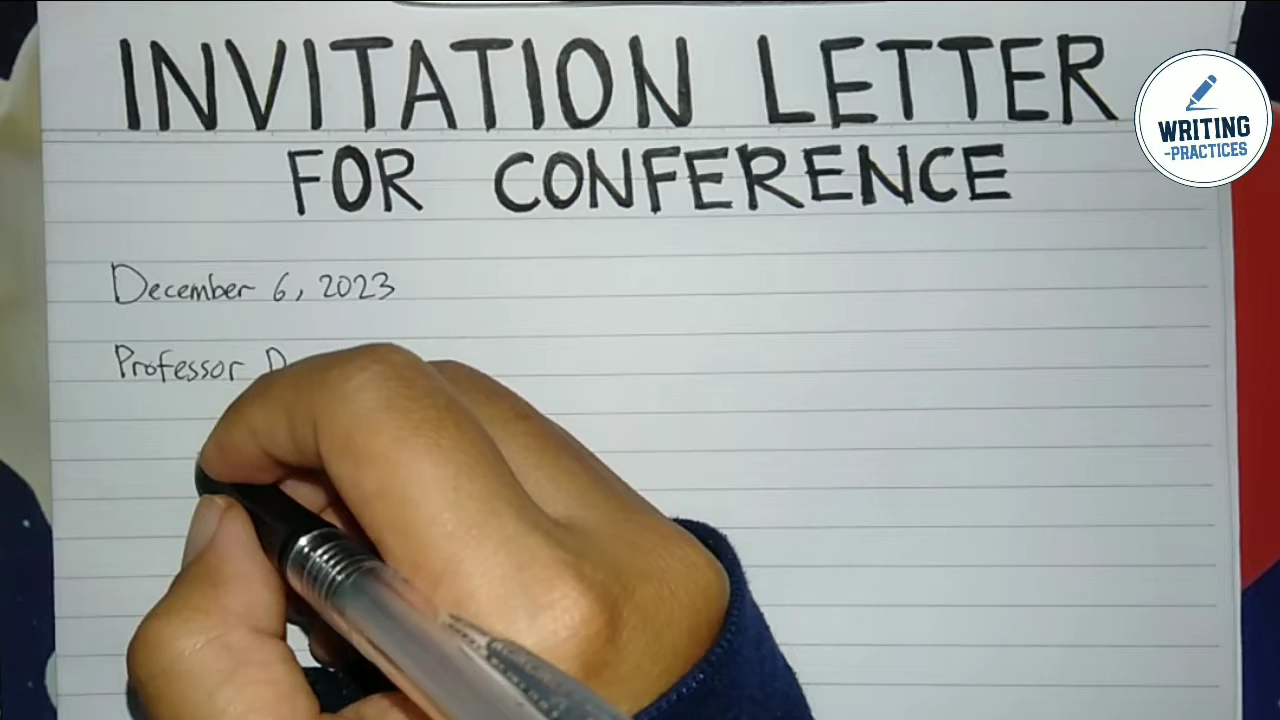 INVITATION LETTER
FOR CONFERENCE
WRITING
-PRACTICES
December 6, 2023
Professor